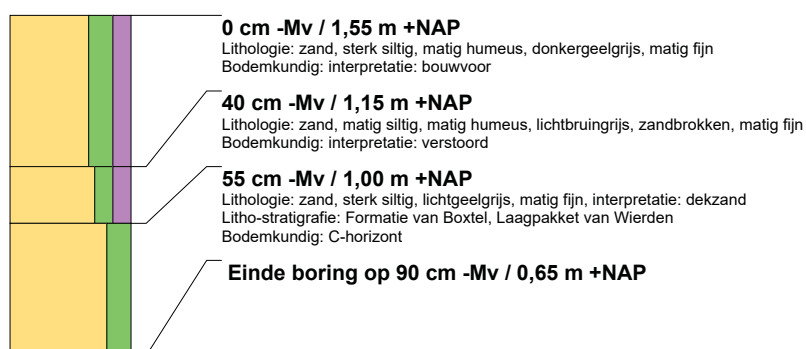 0 cm -Mv / 1,55 m +NAP
Lithologie: zand, sterk siltig, matig humeus, donkergeelgrijs, matig fijn
Bodemkundig: interpretatie: bouwvoor
40 cm -Mv / 1,15 m +NAP
Lithologie: zand, matig siltig, matig humeus, lichtbruingrijs, zandbrokken, matig fijn
Bodemkundig: interpretatie: verstoord
55 cm -Mv / 1,00 m +NAP
Lithologie: zand, sterk siltig, lichtgeelgrijs, matig fijn, interpretatie: dekzand
Litho-stratigrafie: Formatie van Boxtel, Laagpakket van Wierden
Bodemkundig: C-horizont
Einde boring op 90 cm -Mv / 0,65 m +NAP